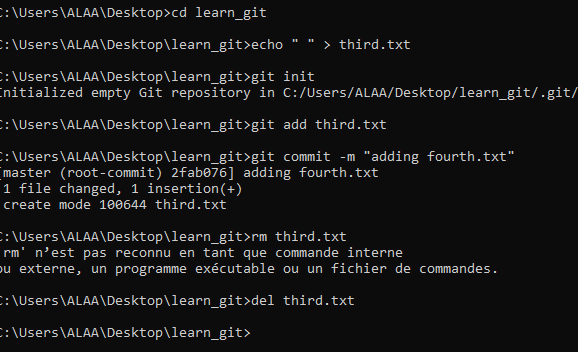 C:\Users\ALAA\Desktop>cd learn_git
C:\Users\ALAA\Desktop\learn_git>echo " " > third.txt
C:\Users\ALAA\Desktop\learn_git>git init
Initialized empty Git repository in C:/Users/ALAA/Desktop/learn_git/.git/
C:\Users\ALAA\Desktop\learn_git>git add third.txt
C:\Users\ALAA\Desktop\learn_git>git commit -m "adding fourth.txt"
[master (root-commit) 2fab076] adding fourth.txt
1 file changed, 1 insertion(+)
create mode 100644 third.txt
C:\Users\ALAA\Desktop\learn_git>rm third.txt
'rm' n’est pas reconnu en tant que commande interne
ou externe, un programme exécutable ou un fichier de commandes.
C:\Users\ALAA\Desktop\learn_git>del third.txt
C:\Users\ALAA\Desktop\learn_git>